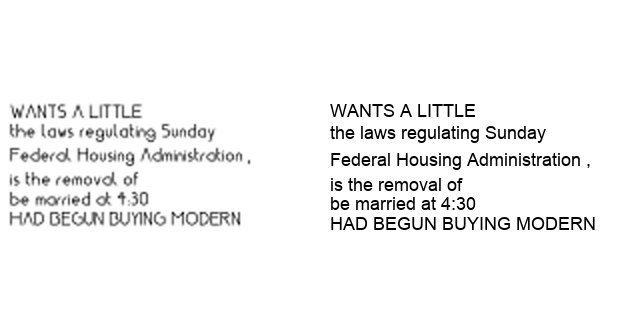 WANTS A LITTLE
the laws regulating Sunday
Federal Housing Administration ,
is the removal of
be married at 4:30
HAD BEGUN BUYING MODERN
WANTS A LITTLE
the laws regulating Sunday
Federal Housing Administration ,
is the removal of
be married at 4:30
HAD BEGUN BUYING MODERN